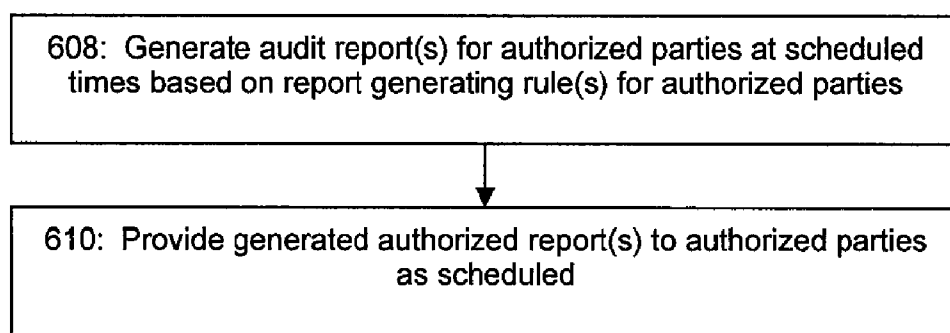 608: Generate audit report(s) for authorized parties at scheduled
times based on report generating rule(s) for authorized parties
610: Provide generated authorized report(s) to authorized parties
as scheduled